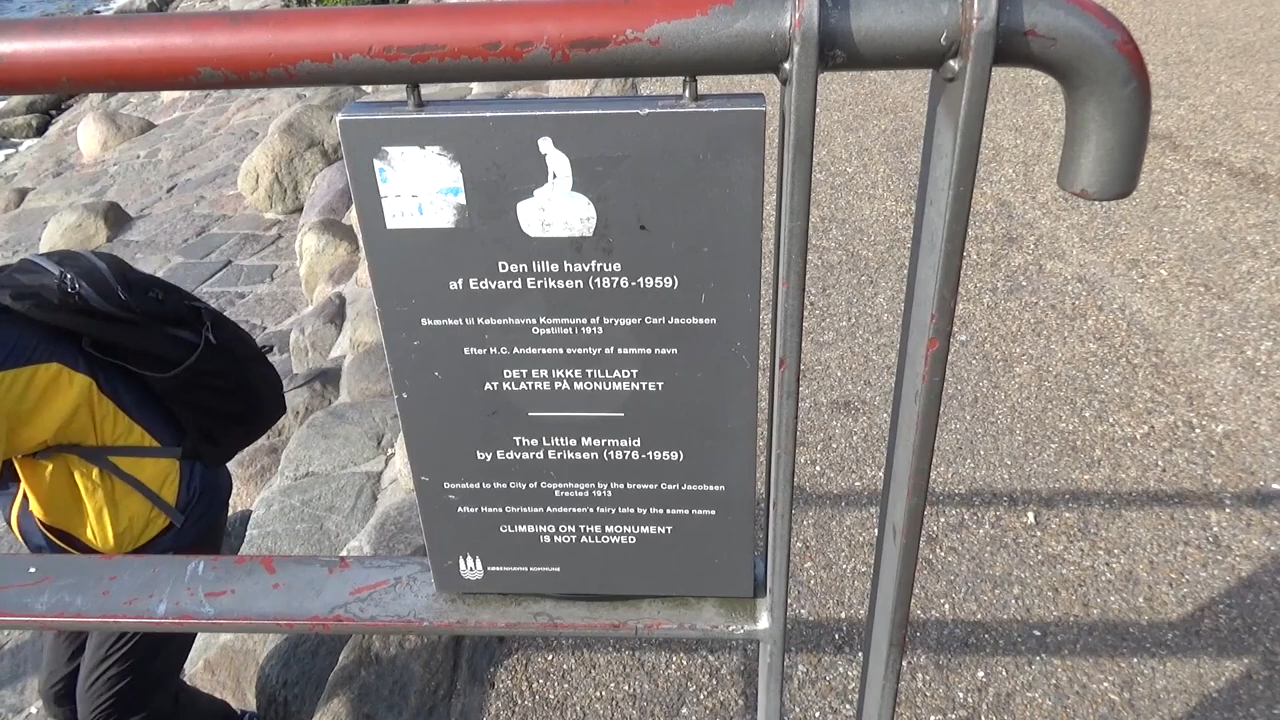 Den lille havfrue
af Edvard Eriksen (1876-1959)
Skænket til Københavns Kommune af brygger Carl Jacobsen
Opstillet i 1913
Efter H.C. Andersens eventyr af samme navn
DET ER IKKE TILLADT
AT KLATRE PÅ MONUMENTET
The Little Mermaid
by Edvard Eriksen (1876-1959)
Donated to the City of Copenhagen by the brewer Carl Jacobsen
Erected 1913
After Hans Christian Andersen's fairy tale by the same name
CLIMBING ON THE MONUMENT
IS NOT ALLOWED
KØBENHAVNS KOMMUNE